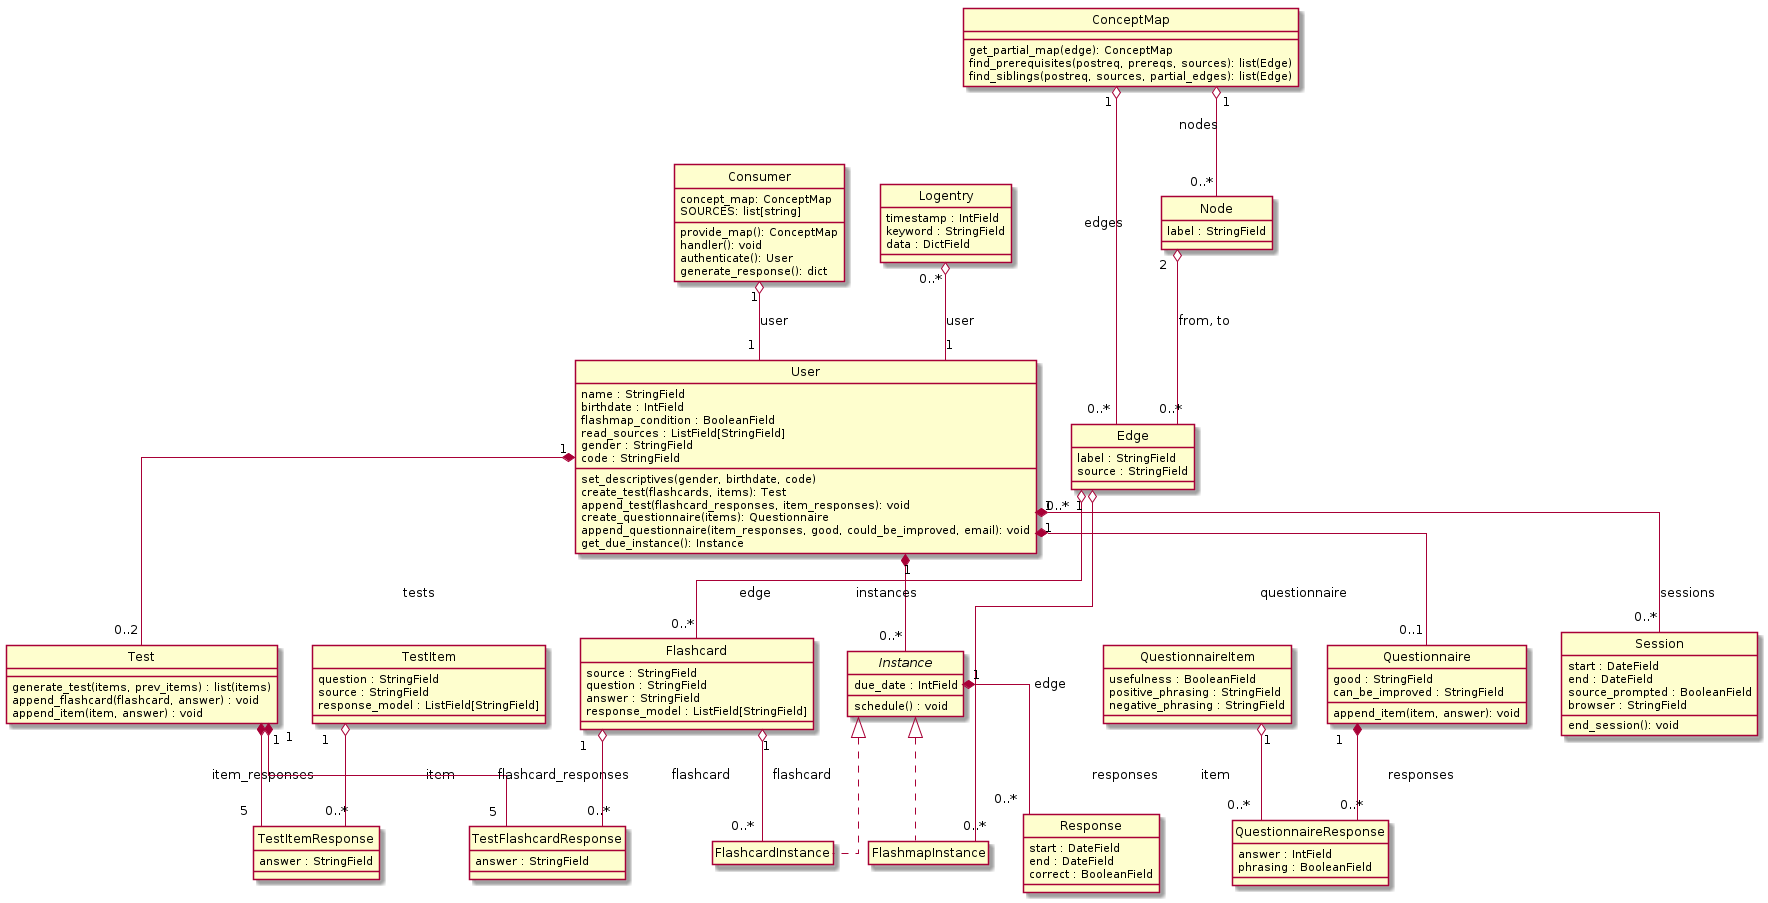 ConceptMap
get_partial_map(edge): ConceptMap
find_prerequisites(postreq, prereqs, sources): list(Edge)
find_siblings(postreq, sources, partial_edges): list(Edge)
1
1
nodes
0..*
edges
Consumer
concept_map: ConceptMap
SOURCES: list[string]
provide_map(): ConceptMap
handler(): void
authenticate(): User
generate_response(): dict
1
user
1
Logentry
timestamp : IntField
keyword : StringField
data : DictField
0..*
user
1
Node
label : StringField
2
from, to
0..*
0..*
User
name : StringField
birthdate : IntField
flashmap_condition : BooleanField
read_sources : ListField[StringField]
gender : StringField
code : StringField
set_descriptives(gender, birthdate, code)
create_test(flashcards, items): Test
append_test(flashcard_responses, item_responses): void
create_questionnaire(items): Questionnaire
append_questionnaire(item_responses, good, could_be_improved, email): void
get_due_instance(): Instance
Edge
label : StringField
source : StringField
1
1
0..*
1
1
1
tests
edge
instances
questionnaire
sessions
0..2
0..*
0..*
0..1
0..*
Test
generate_test(items, prev_items) : list(items)
append_flashcard(flashcard, answer) : void
append_item(item, answer) : void
TestItem
question : StringField
source : StringField
response_model : ListField[StringField]
Flashcard
source : StringField
question : StringField
answer : StringField
response_model : ListField[StringField]
Instance
due_date : IntField
schedule() : void
1
edge
QuestionnaireItem
usefulness : BooleanField
positive_phrasing : StringField
negative_phrasing : StringField
Questionnaire
good : StringField
can_be_improved : StringField
append_item(item, answer): void
Session
start : DateField
end : DateField
source_prompted : BooleanField
browser : StringField
end_session(): void
1
1
1
1
1
1
1
item_responses
item
flashcard_responses
flashcard
flashcard
responses
item
responses
5
0..*
5
0..*
0..*
0..*
0..*
0..*
0..*
TestItemResponse
answer : StringField
TestFlashcardResponse
answer : StringField
FlashcardInstance
FlashmapInstance
Response
start : DateField
end : DateField
correct : BooleanField
QuestionnaireResponse
answer : IntField
phrasing : BooleanField